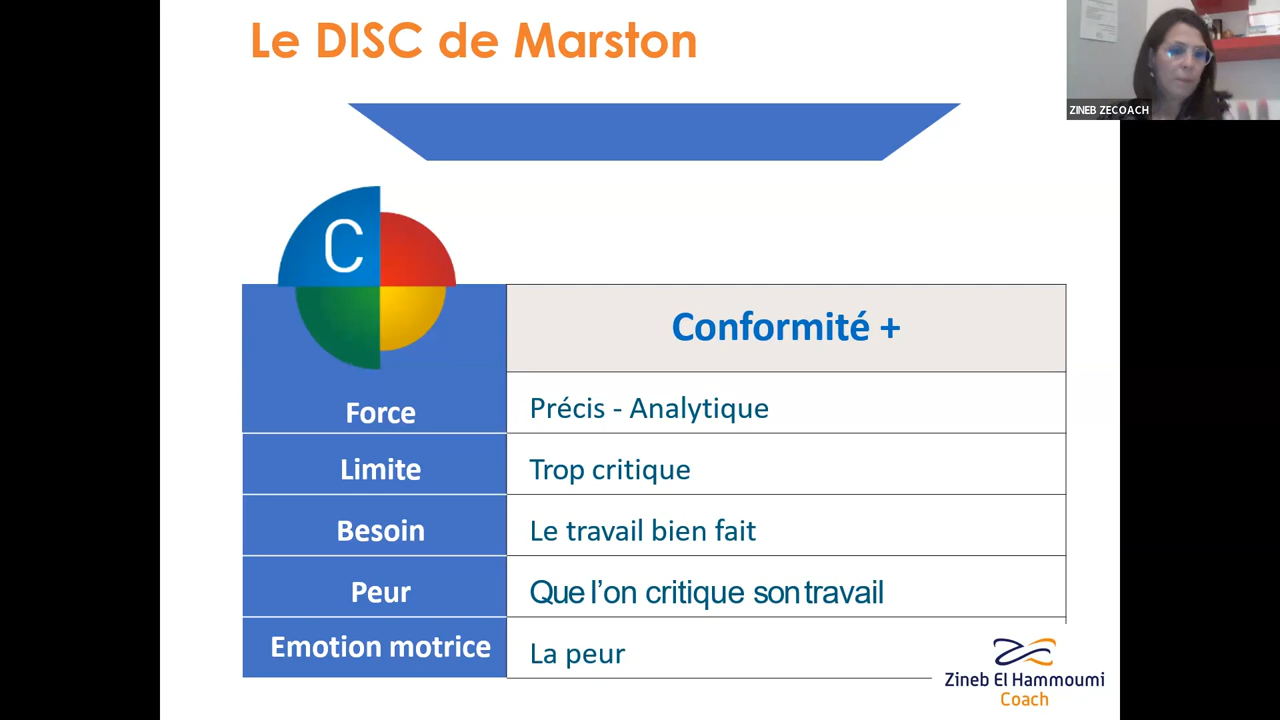 Le DISC de Marston
ZINEB ZECOACH
C
Conformité +
Force
Précis - Analytique
Limite
Trop critique
Besoin
Le travail bien fait
Peur
Que l’on critique son travail
Emotion motrice
La peur
Zineb El Hammoumi
Coach